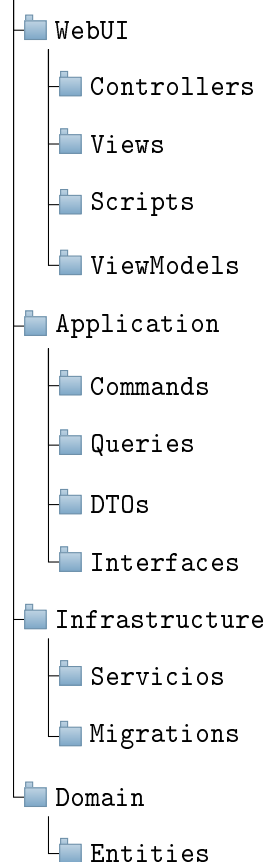 WebUI
Controllers
Views
Scripts
ViewModels
Application
Commands
Queries
DTOs
Interfaces
Infrastructure
Servicios
Migrations
Domain
Entities